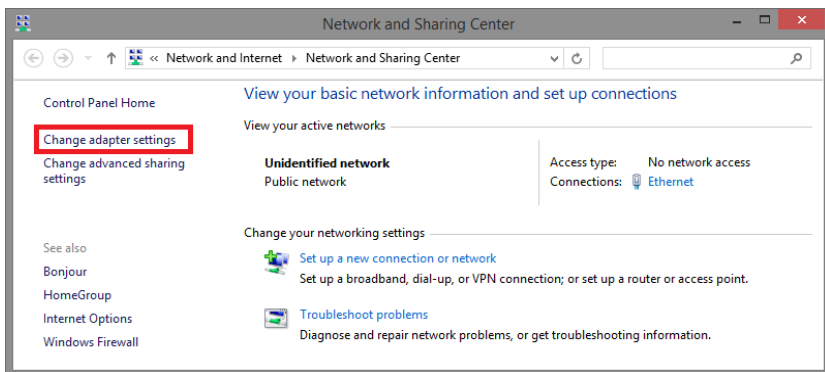 Network and Sharing Center
« Network and Internet ▸ Network and Sharing Center
Control Panel Home
Change adapter settings
Change advanced sharing
settings
See also
Bonjour
HomeGroup
Internet Options
Windows Firewall
View your basic network information and set up connections
View your active networks
Unidentified network
Public network
Access type: No network access
Connections: Ethernet
Change your networking settings
Set up a new connection or network
Set up a broadband, dial-up, or VPN connection; or set up a router or access point.
Troubleshoot problems
Diagnose and repair network problems, or get troubleshooting information.